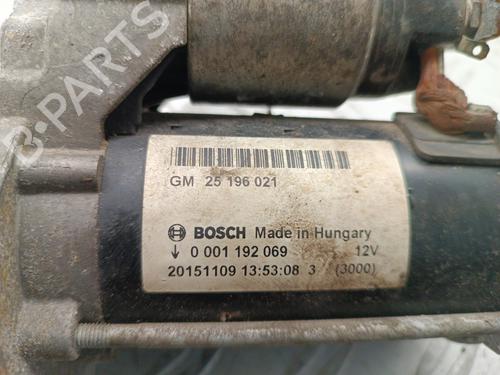 B-PARTS
GM 25 196 021
BOSCH Made in Hungary
0 001 192 069 12V
20151109 13:53:08 3 (3000)